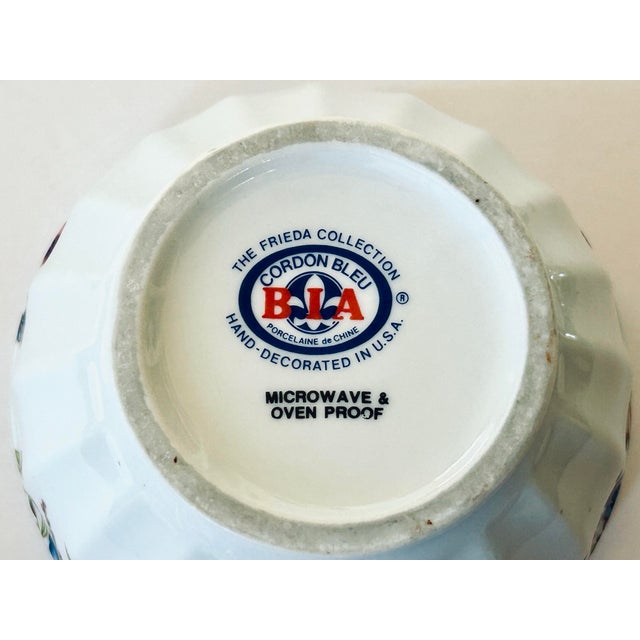 THE FRIEDA COLLECTION
CORDON BLEU
BIA
PORCELAINE de CHINE
®
HAND-DECORATED IN U.S.A.
MICROWAVE &
OVEN PROOF